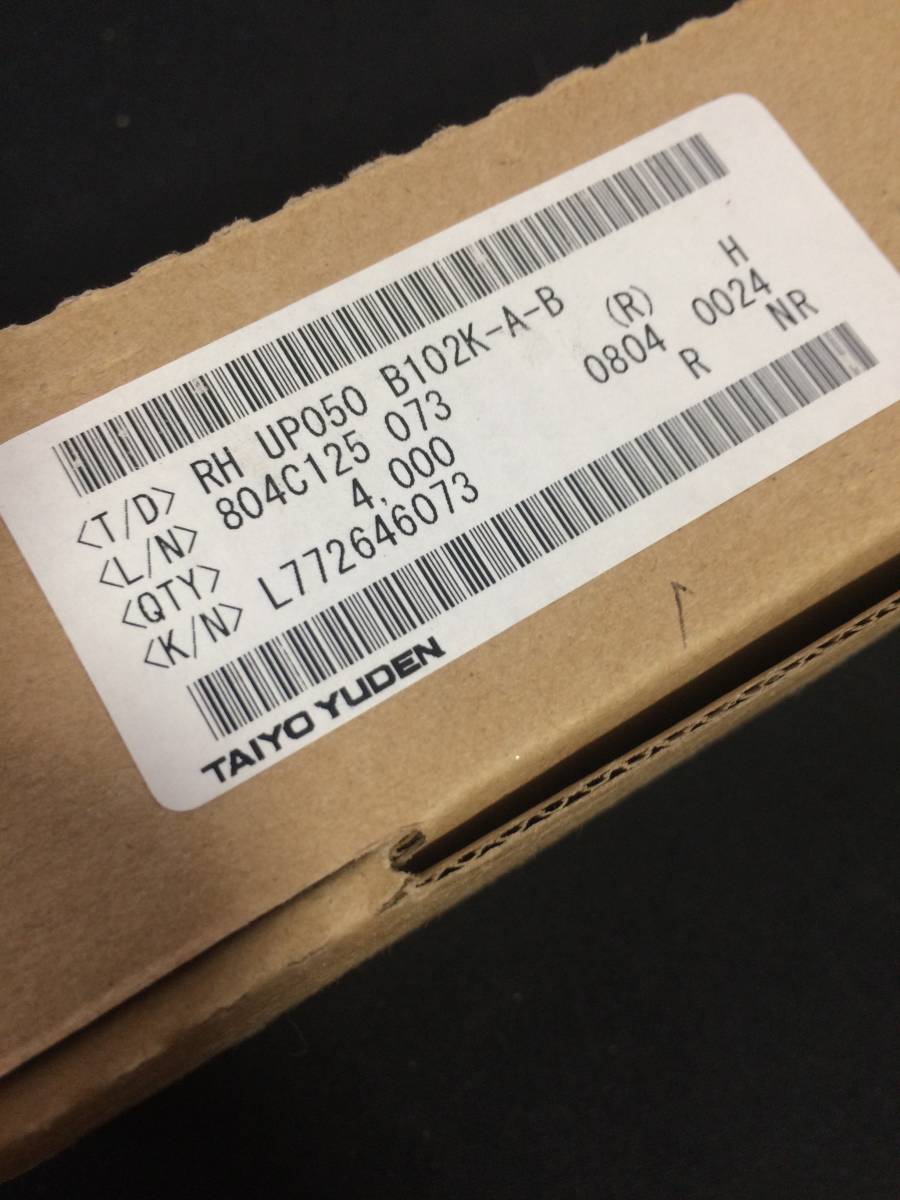 <T/D> RH UP050 B102K-A-B (R) H
<L/N> 804C125 073 0804 0024
<QTY> 4,000 R NR
<K/N> L772646073
TAIYO YUDEN